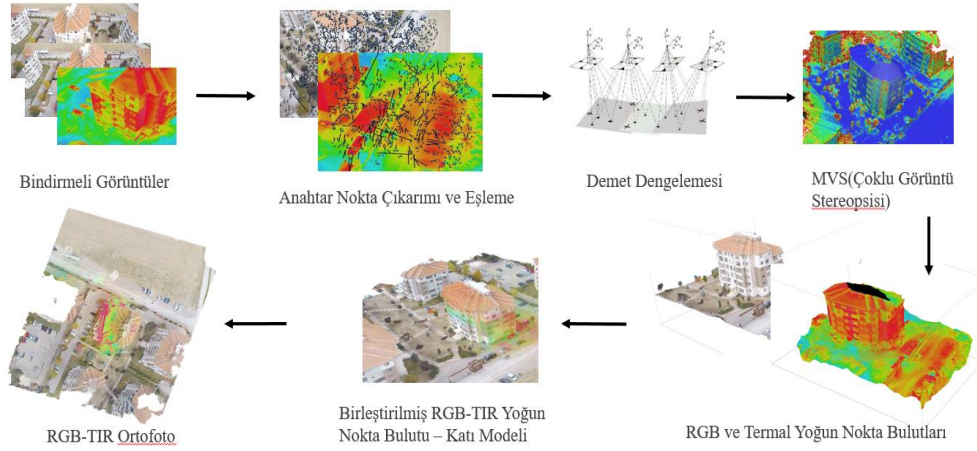 Bindirmeli Görüntüler
Anahtar Nokta Çıkarımı ve Eşleme
Demet Dengelemesi
MVS(Çoklu Görüntü
Stereopsisi)
RGB ve Termal Yoğun Nokta Bulutları
Birleştirilmiş RGB-TIR Yoğun
Nokta Bulutu – Katı Modeli
RGB-TIR Ortofoto